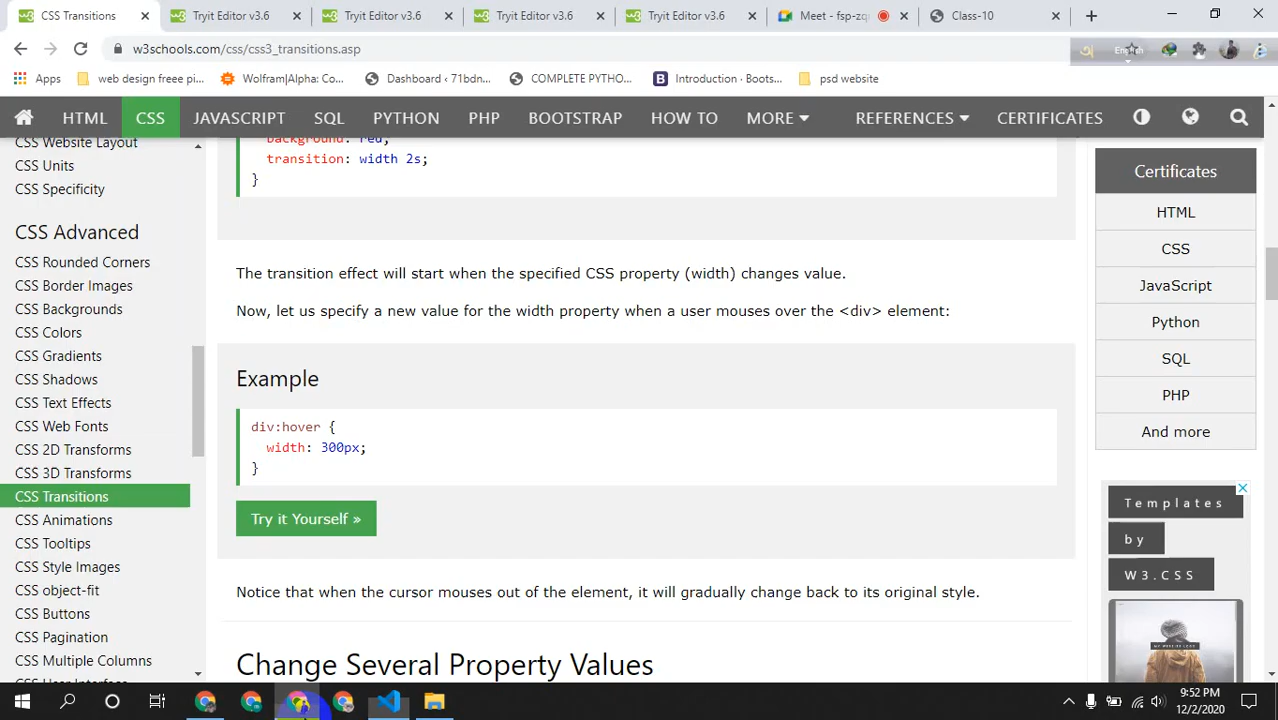 CSS Transitions
Tryit Editor v3.6
Tryit Editor v3.6
Tryit Editor v3.6
Tryit Editor v3.6
Meet - fsp-zq
Class-10
w3schools.com/css/css3_transitions.asp
English
Apps
web design freee pi...
Wolfram|Alpha: Co...
Dashboard ‹ 71bdn...
COMPLETE PYTHO...
Introduction · Boots...
psd website
HTML
CSS
JAVASCRIPT
SQL
PYTHON
PHP
BOOTSTRAP
HOW TO
MORE
REFERENCES
CERTIFICATES
CSS Website Layout
CSS Units
CSS Specificity
CSS Advanced
CSS Rounded Corners
CSS Border Images
CSS Backgrounds
CSS Colors
CSS Gradients
CSS Shadows
CSS Text Effects
CSS Web Fonts
CSS 2D Transforms
CSS 3D Transforms
CSS Transitions
CSS Animations
CSS Tooltips
CSS Style Images
CSS object-fit
CSS Buttons
CSS Pagination
CSS Multiple Columns
CSS User Interface
background: red;
transition: width 2s;
}
The transition effect will start when the specified CSS property (width) changes value.
Now, let us specify a new value for the width property when a user mouses over the <div> element:
Example
div:hover {
width: 300px;
}
Try it Yourself »
Notice that when the cursor mouses out of the element, it will gradually change back to its original style.
Change Several Property Values
Certificates
HTML
CSS
JavaScript
Python
SQL
PHP
And more
Templates
by
W3.CSS
9:52 PM
12/2/2020